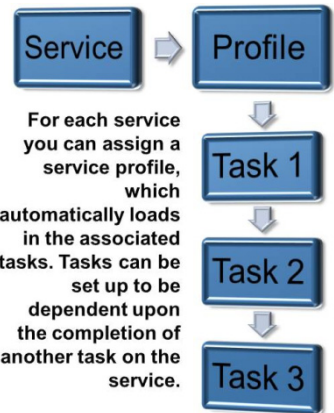 Service
Profile
For each service
you can assign a
service profile,
which
automatically loads
in the associated
tasks. Tasks can be
set up to be
dependent upon
the completion of
another task on the
service.
Task 1
Task 2
Task 3